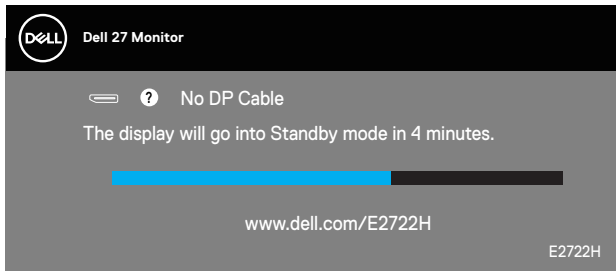 DELL
Dell 27 Monitor
? No DP Cable
The display will go into Standby mode in 4 minutes.
www.dell.com/E2722H
E2722H